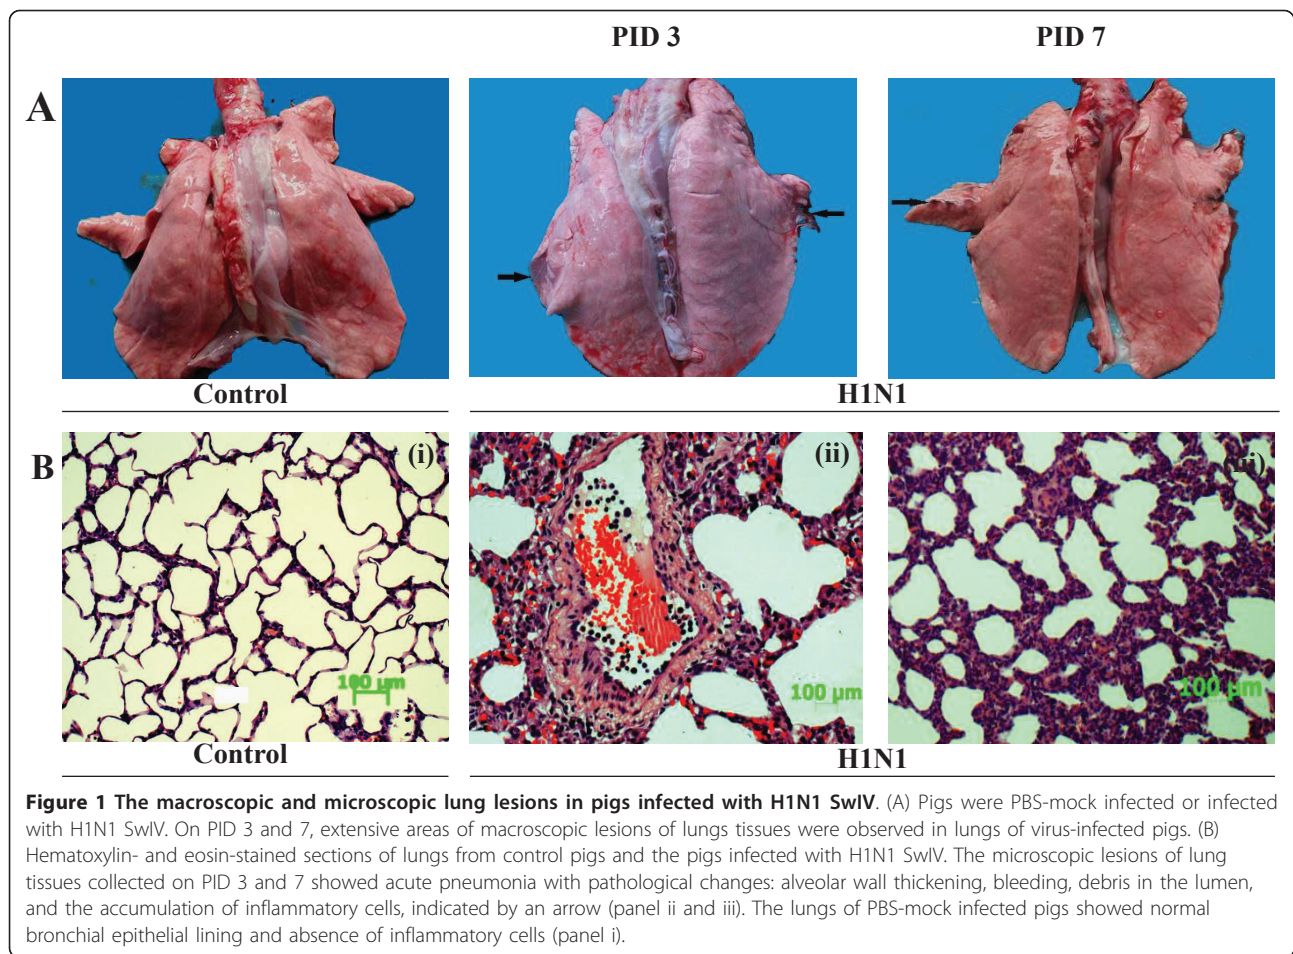 PID 3
PID 7
A
Control
H1N1
B
(i)
(ii)
(iii)
100 µm
100 µm
100 µm
Control
H1N1
Figure 1 The macroscopic and microscopic lung lesions in pigs infected with H1N1 SwIV. (A) Pigs were PBS-mock infected or infected
with H1N1 SwIV. On PID 3 and 7, extensive areas of macroscopic lesions of lungs tissues were observed in lungs of virus-infected pigs. (B)
Hematoxylin- and eosin-stained sections of lungs from control pigs and the pigs infected with H1N1 SwIV. The microscopic lesions of lung
tissues collected on PID 3 and 7 showed acute pneumonia with pathological changes: alveolar wall thickening, bleeding, debris in the lumen,
and the accumulation of inflammatory cells, indicated by an arrow (panel ii and iii). The lungs of PBS-mock infected pigs showed normal
bronchial epithelial lining and absence of inflammatory cells (panel i).